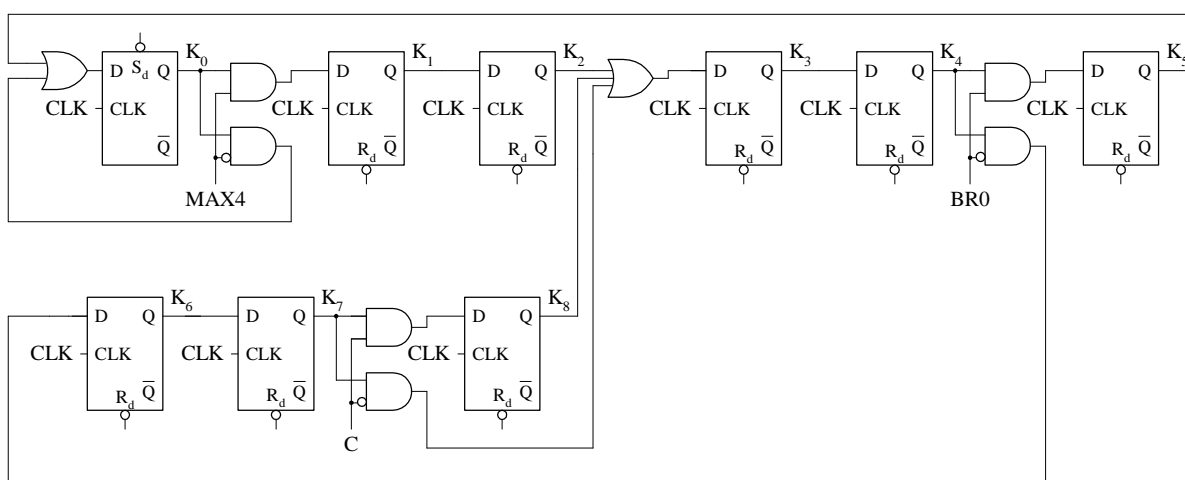 K0 K1 K2 K3 K4 K5
D Sd Q D Q D Q D Q D Q D Q
CLK CLK CLK CLK CLK CLK CLK CLK CLK CLK CLK CLK
Q Rd Q Rd Q Rd Q Rd Q Rd Q
MAX4 BR0
K6 K7 K8
D Q D Q D Q
CLK CLK CLK CLK CLK CLK
Rd Q Rd Q Rd Q
C